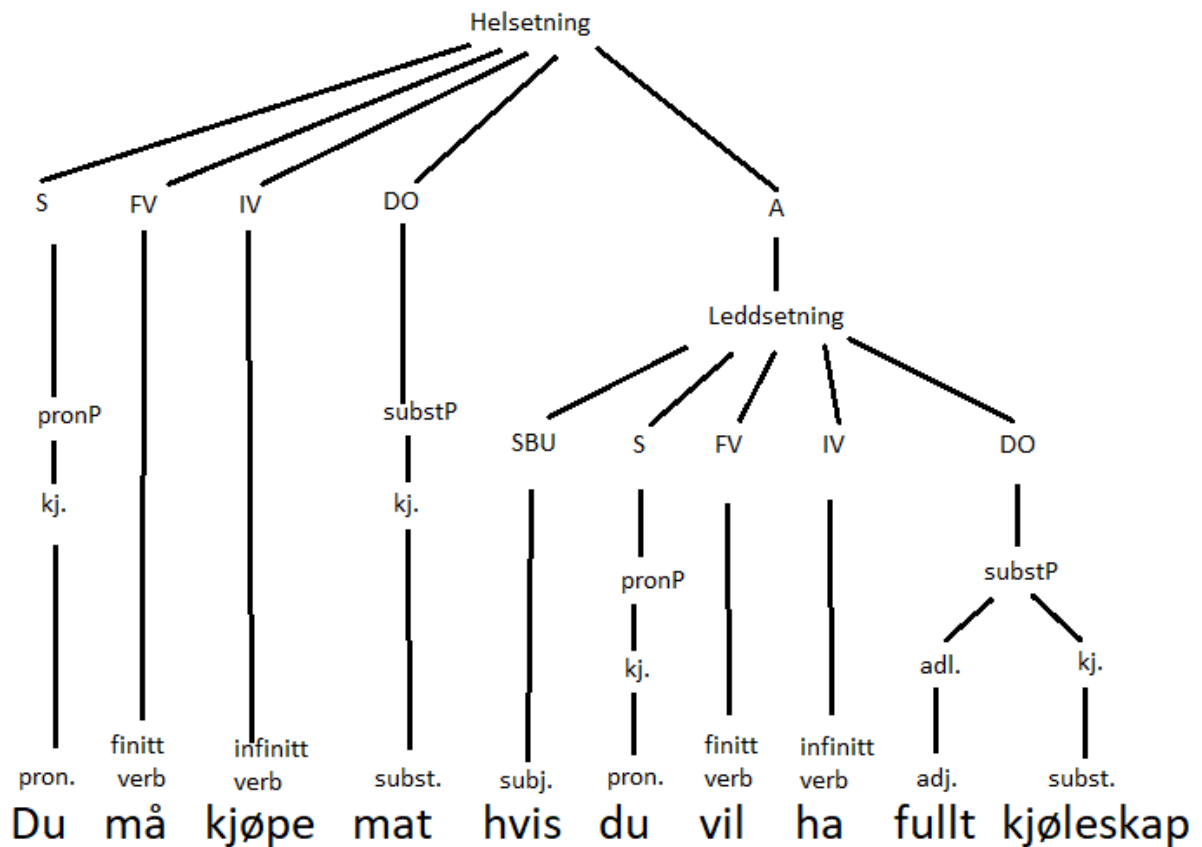 Helsetning
S FV IV DO A
Leddsetning
pronP substP
SBU S FV IV DO
kj. kj.
pronP substP
kj. adl. kj.
finitt infinitt finitt infinitt
pron. verb verb subst. subj. pron. verb verb adj. subst.
Du må kjøpe mat hvis du vil ha fullt kjøleskap